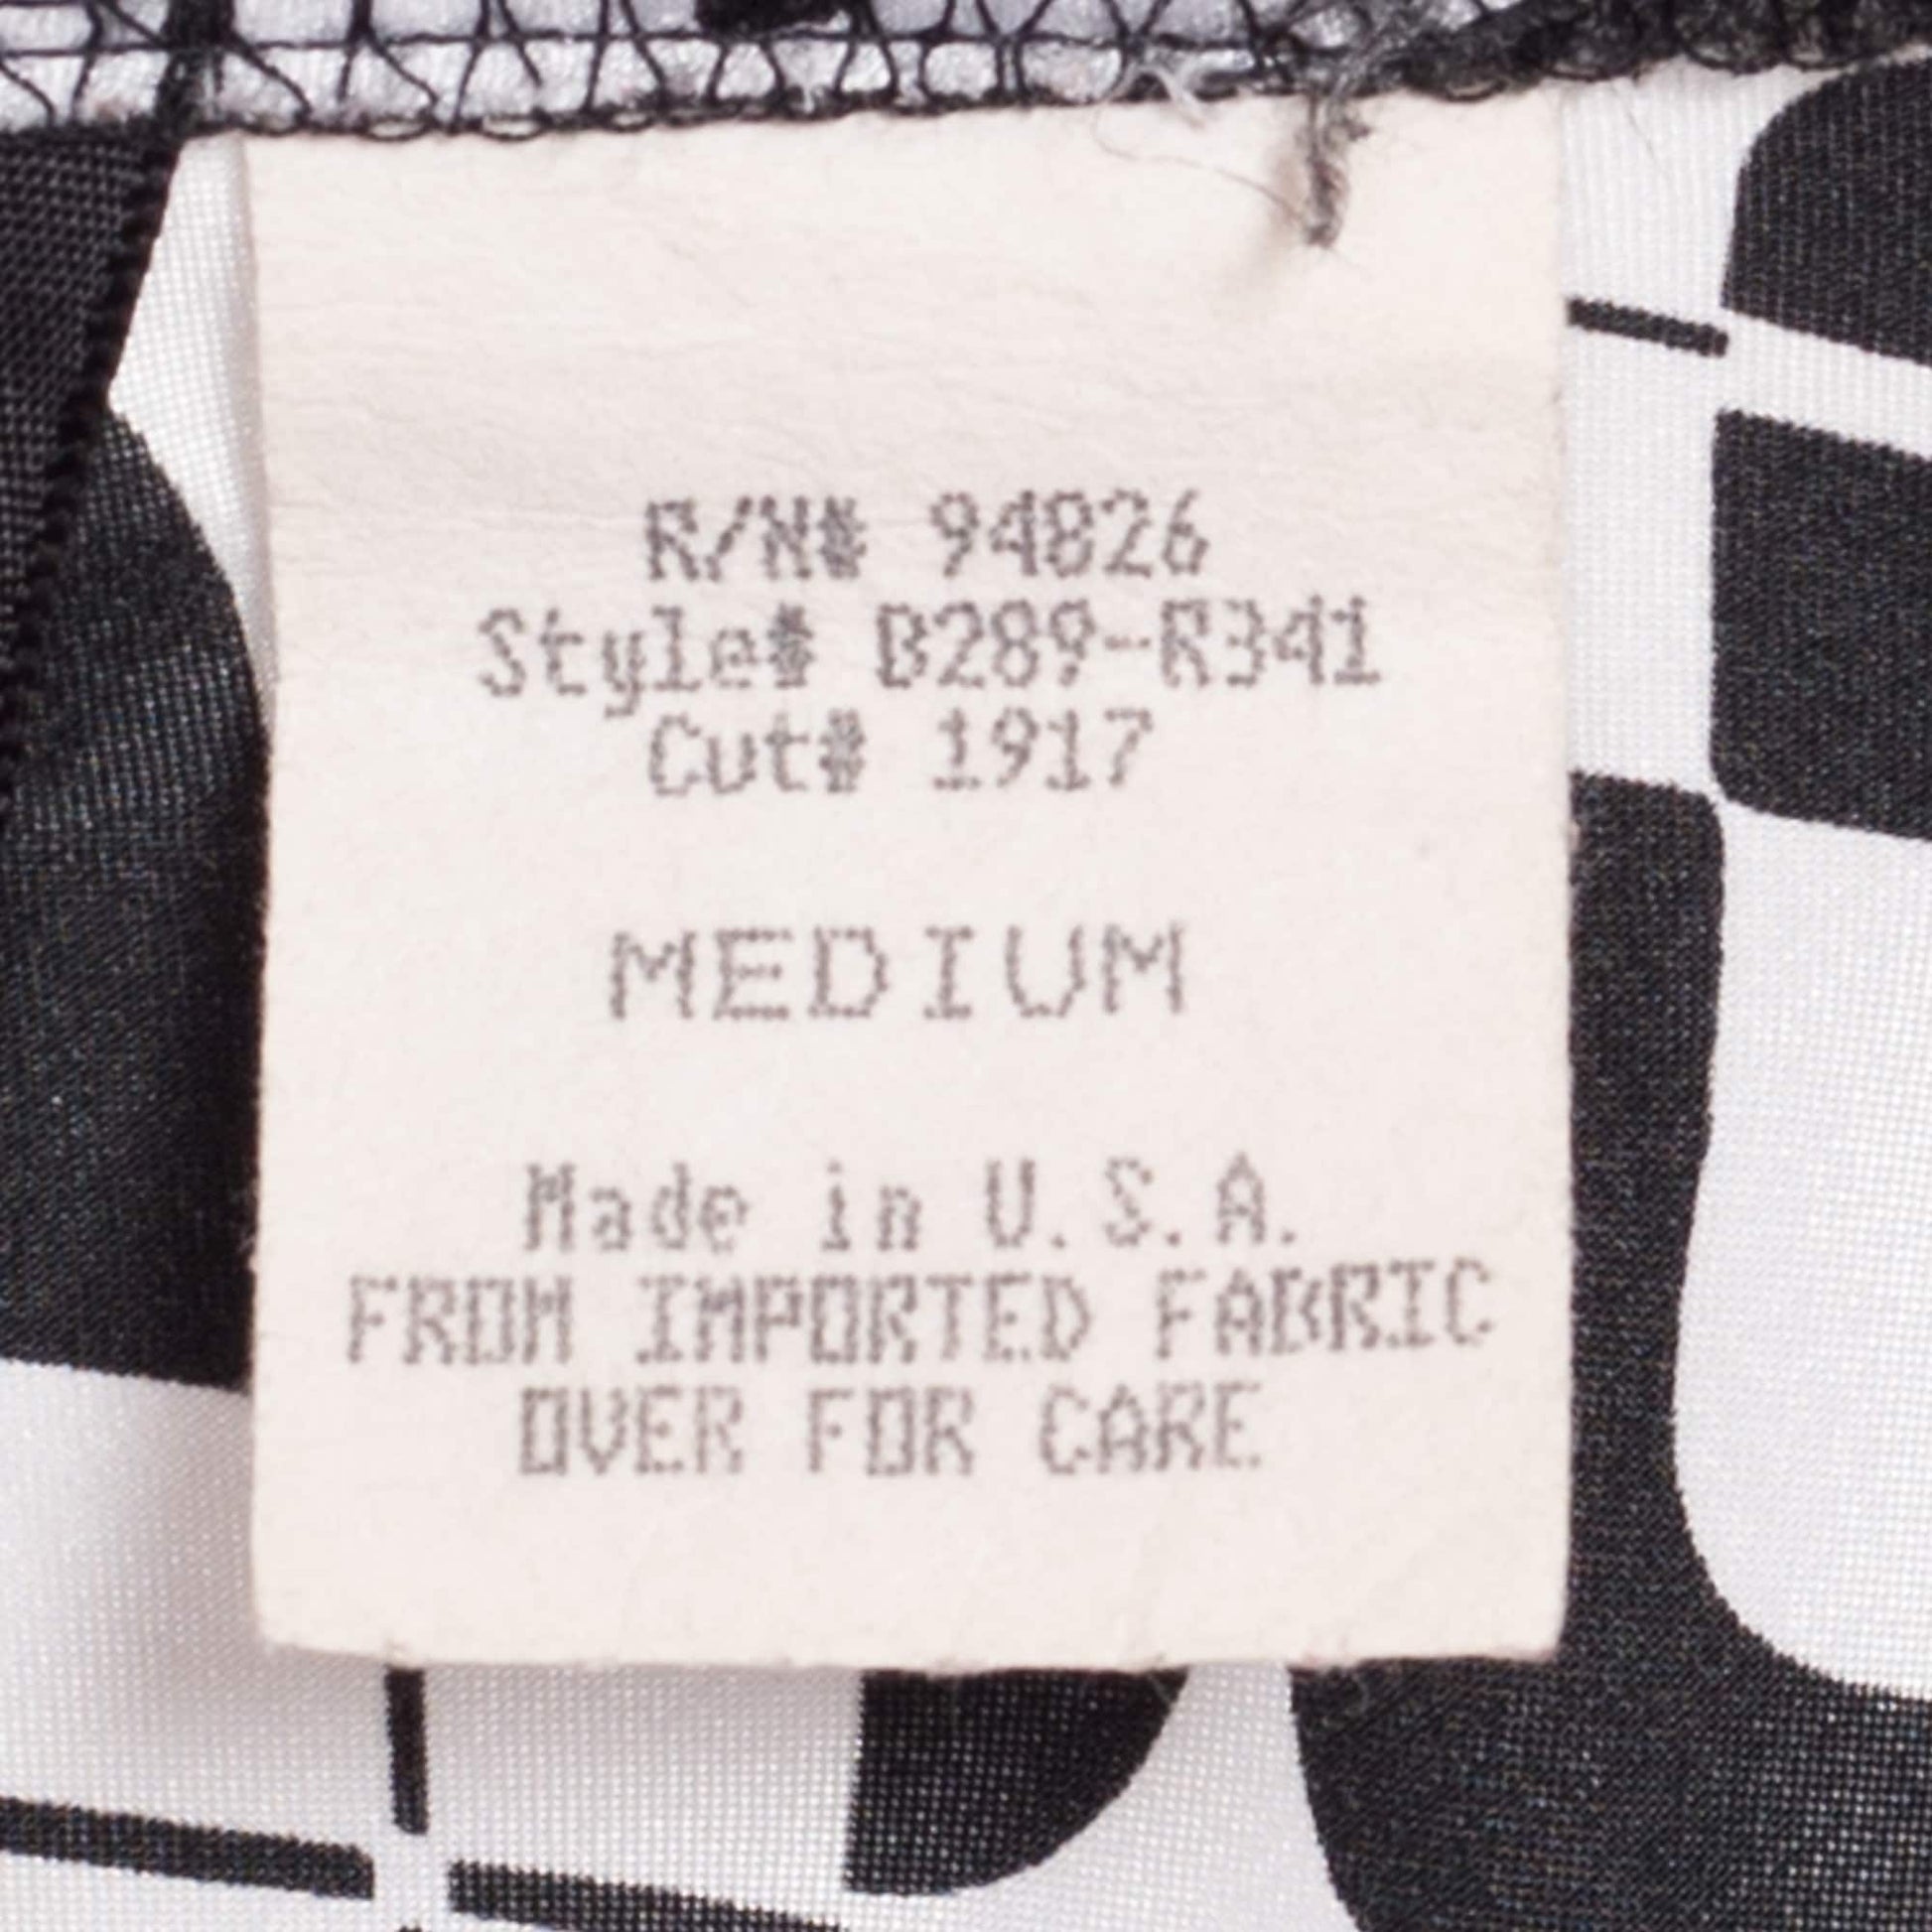 R/N# 94826
Style# B289-R341
Cut# 1917
MEDIUM
Made in U.S.A.
FROM IMPORTED FABRIC
OVER FOR CARE